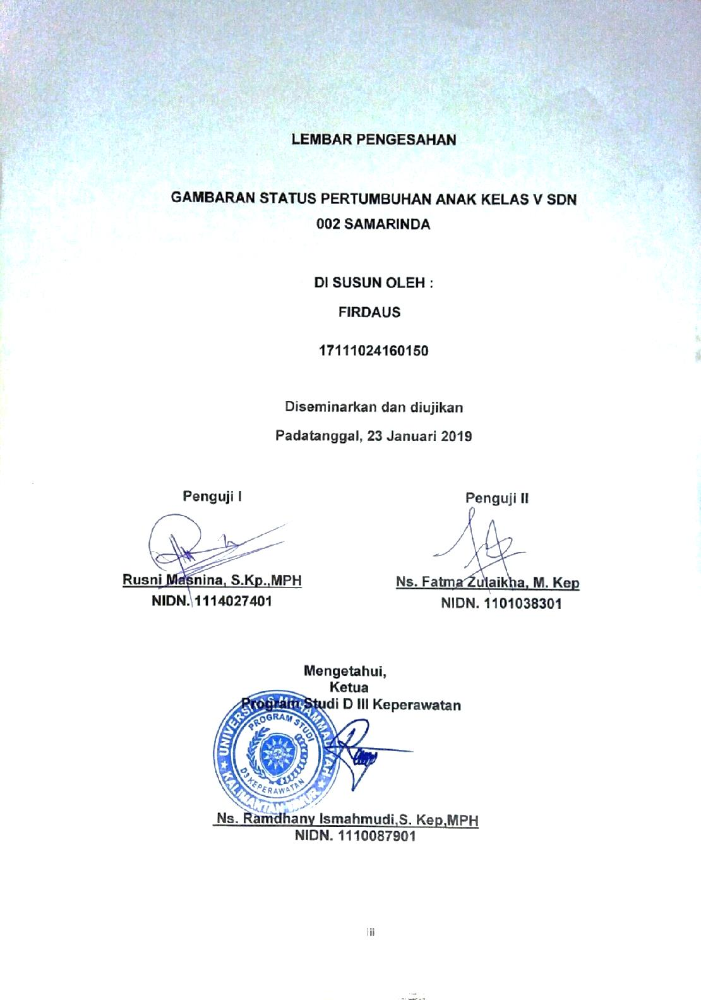 LEMBAR PENGESAHAN
GAMBARAN STATUS PERTUMBUHAN ANAK KELAS V SDN
002 SAMARINDA
DI SUSUN OLEH :
FIRDAUS
17111024160150
Diseminarkan dan diujikan
Padatanggal, 23 Januari 2019
Penguji I
Penguji II
Rusni Masnina, S.Kp.,MPH
NIDN. 1114027401
Ns. Fatma Zulaikha, M. Kep
NIDN. 1101038301
Mengetahui,
Ketua
Program Studi D III Keperawatan
UNIVERSITAS MUHAMMADIYAH
KALIMANTAN TIMUR
PROGRAM STUDI
D3 KEPERAWATAN
Ns. Ramdhany Ismahmudi,S. Kep,MPH
NIDN. 1110087901
iii